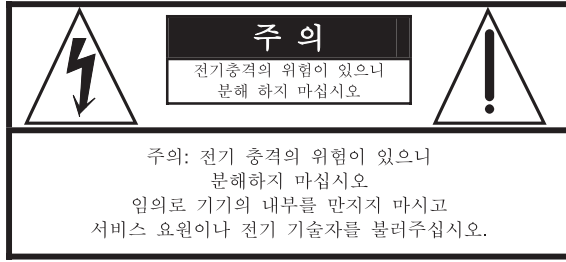 주 의
전기충격의 위험이 있으니
분해 하지 마십시오
주의: 전기 충격의 위험이 있으니
분해하지 마십시오
임의로 기기의 내부를 만지지 마시고
서비스 요원이나 전기 기술자를 불러주십시오.